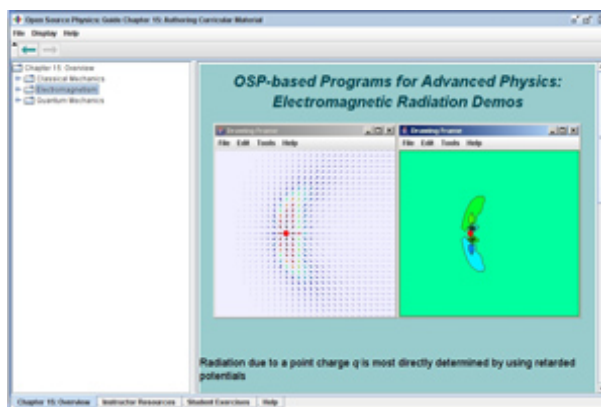 Open Source Physics: Guide Chapter 15: Authoring Curricular Material
File Display Help
Chapter 15: Overview
Classical Mechanics
Electromagnetism
Quantum Mechanics
OSP-based Programs for Advanced Physics:
Electromagnetic Radiation Demos
Drawing Frame
File Edit Tools Help
Drawing Frame
File Edit Tools Help
Radiation due to a point charge q is most directly determined by using retarded
potentials
Chapter 15: Overview Instructor Resources Student Exercises Help